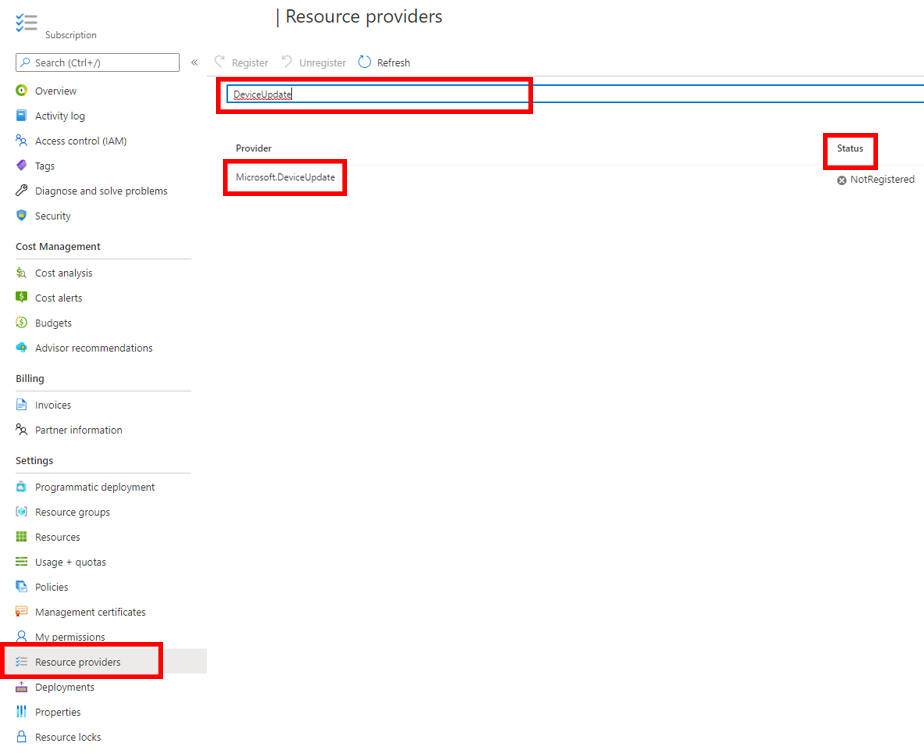 | Resource providers
Subscription
Search (Ctrl+/)
«
Register
Unregister
Refresh
Overview
Activity log
Access control (IAM)
Tags
Diagnose and solve problems
Security
Cost Management
Cost analysis
Cost alerts
Budgets
Advisor recommendations
Billing
Invoices
Partner information
Settings
Programmatic deployment
Resource groups
Resources
Usage + quotas
Policies
Management certificates
My permissions
Resource providers
Deployments
Properties
Resource locks
DeviceUpdate
Provider
Status
Microsoft.DeviceUpdate
NotRegistered